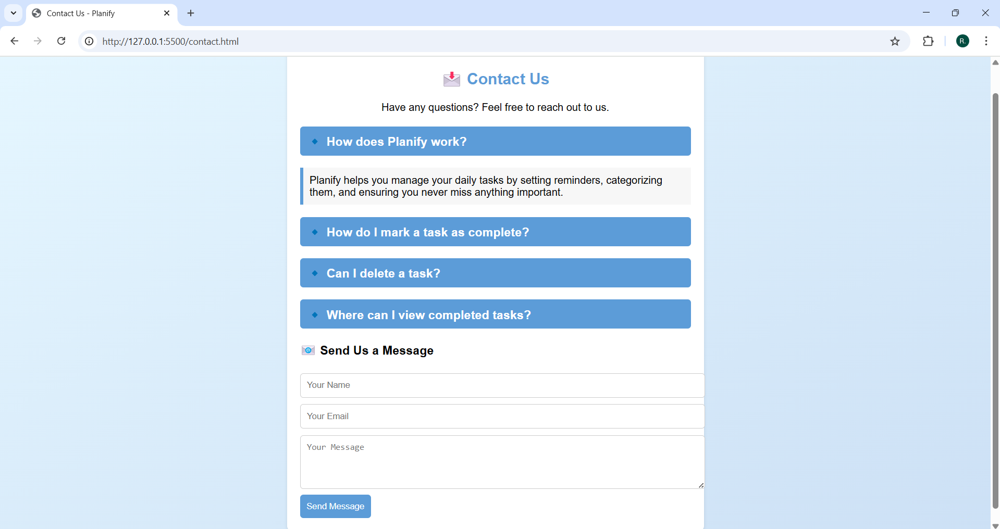 Contact Us - Planify
http://127.0.0.1:5500/contact.html
R.
Contact Us
Have any questions? Feel free to reach out to us.
How does Planify work?
Planify helps you manage your daily tasks by setting reminders, categorizing
them, and ensuring you never miss anything important.
How do I mark a task as complete?
Can I delete a task?
Where can I view completed tasks?
Send Us a Message
Your Name
Your Email
Your Message
Send Message